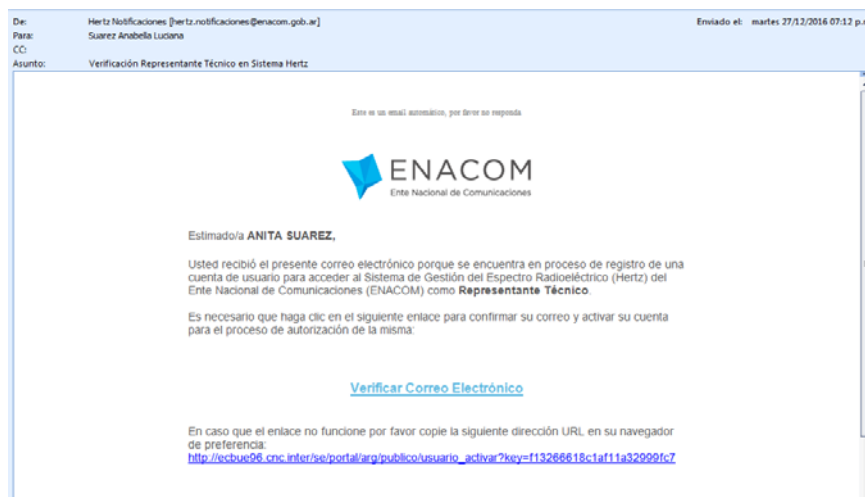 De: Hertz Notificaciones [hertz.notificaciones@enacom.gob.ar] Enviado el: martes 27/12/2016 07:12 p.
Para: Suarez Anabella Luciana
CC:
Asunto: Verificación Representante Técnico en Sistema Hertz
Este es un email automático, por favor no responda
ENACOM
Ente Nacional de Comunicaciones
Estimado/a ANITA SUAREZ,
Usted recibió el presente correo electrónico porque se encuentra en proceso de registro de una
cuenta de usuario para acceder al Sistema de Gestión del Espectro Radioeléctrico (Hertz) del
Ente Nacional de Comunicaciones (ENACOM) como Representante Técnico.
Es necesario que haga clic en el siguiente enlace para confirmar su correo y activar su cuenta
para el proceso de autorización de la misma:
Verificar Correo Electrónico
En caso que el enlace no funcione por favor copie la siguiente dirección URL en su navegador
de preferencia:
http://ecbue96.cnc.inter/se/portal/arg/publico/usuario_activar?key=f13266618c1af11a32999fc7